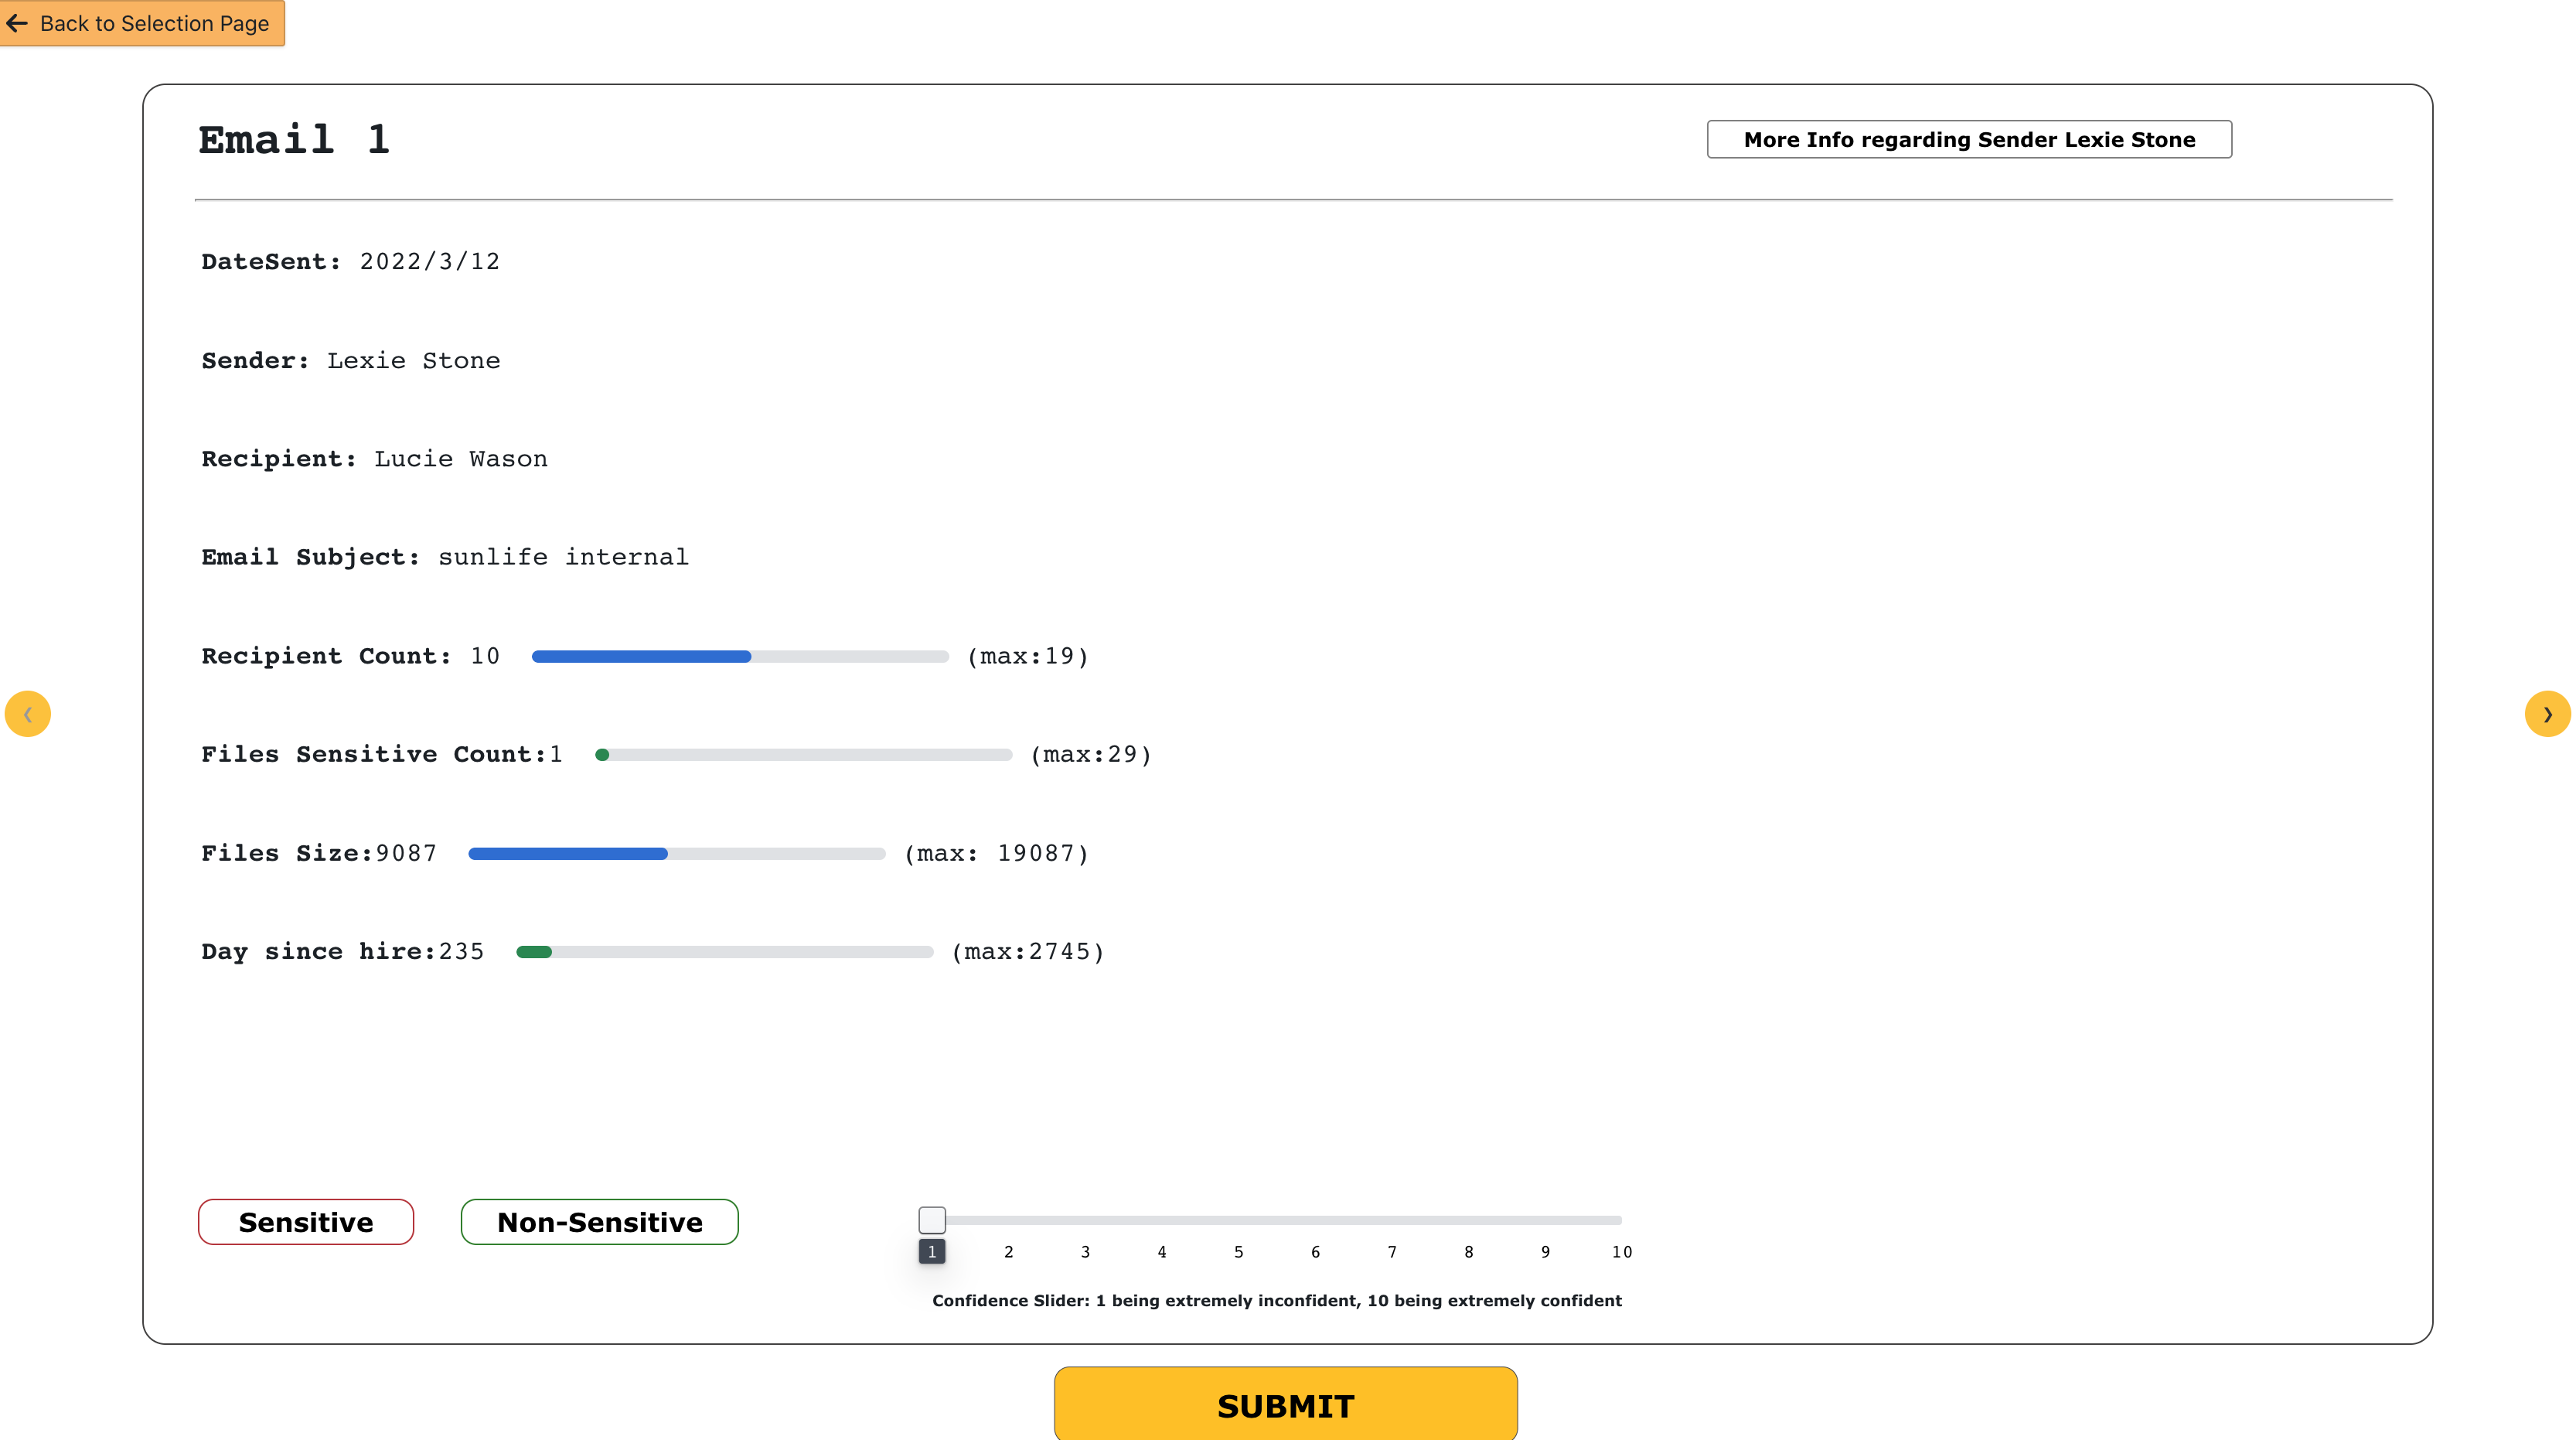 Back to Selection Page
Email 1
More Info regarding Sender Lexie Stone
DateSent: 2022/3/12
Sender: Lexie Stone
Recipient: Lucie Wason
Email Subject: sunlife internal
Recipient Count: 10 (max:19)
Files Sensitive Count:1 (max:29)
Files Size:9087 (max: 19087)
Day since hire:235 (max:2745)
Sensitive
Non-Sensitive
1 2 3 4 5 6 7 8 9 10
Confidence Slider: 1 being extremely inconfident, 10 being extremely confident
SUBMIT